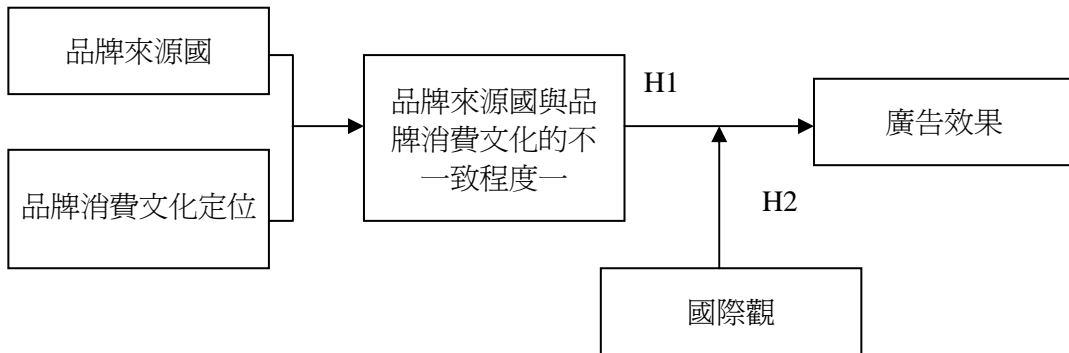 品牌來源國
品牌消費文化定位
品牌來源國與品
牌消費文化的不
一致程度一
H1
H2
廣告效果
國際觀